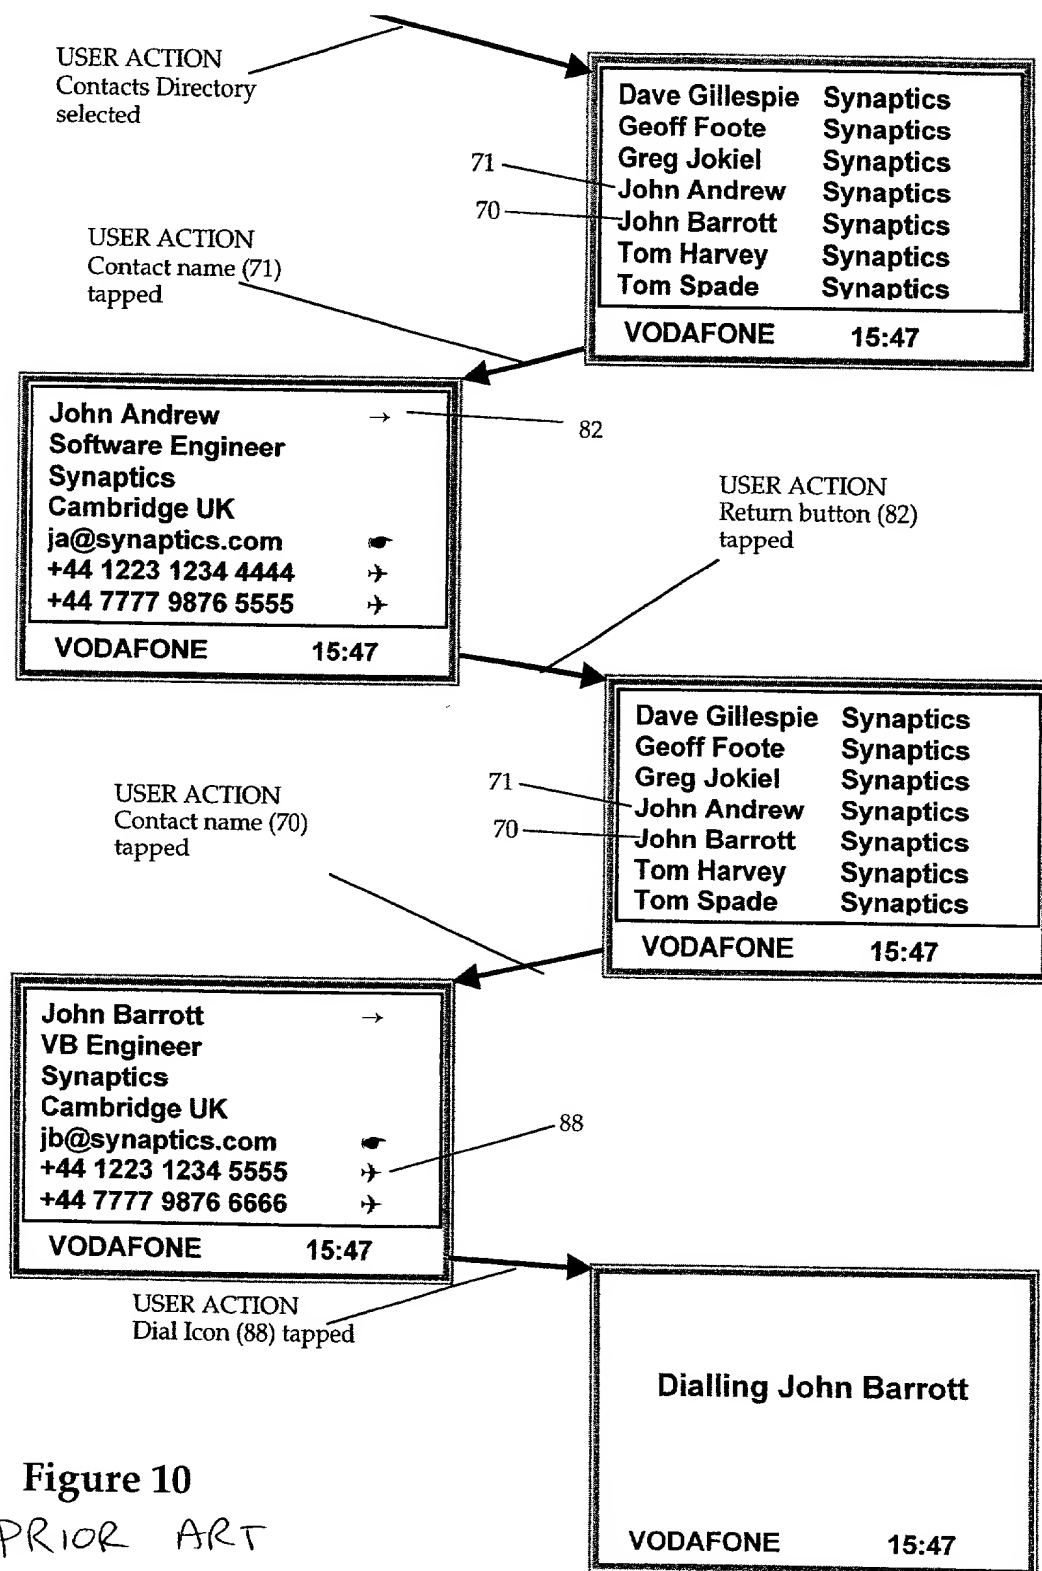 USER ACTION
Contacts Directory
selected
Dave Gillespie Synaptics
Geoff Foote Synaptics
Greg Jokiel Synaptics
John Andrew Synaptics
John Barrott Synaptics
Tom Harvey Synaptics
Tom Spade Synaptics
VODAFONE 15:47
71
70
USER ACTION
Contact name (71)
tapped
John Andrew →
Software Engineer
Synaptics
Cambridge UK
ja@synaptics.com ☛
+44 1223 1234 4444 ✈
+44 7777 9876 5555 ✈
VODAFONE 15:47
82
USER ACTION
Return button (82)
tapped
Dave Gillespie Synaptics
Geoff Foote Synaptics
Greg Jokiel Synaptics
John Andrew Synaptics
John Barrott Synaptics
Tom Harvey Synaptics
Tom Spade Synaptics
VODAFONE 15:47
71
70
USER ACTION
Contact name (70)
tapped
John Barrott →
VB Engineer
Synaptics
Cambridge UK
jb@synaptics.com ☛
+44 1223 1234 5555 ✈
+44 7777 9876 6666 ✈
VODAFONE 15:47
88
USER ACTION
Dial Icon (88) tapped
Dialling John Barrott
VODAFONE 15:47
Figure 10
PRIOR ART